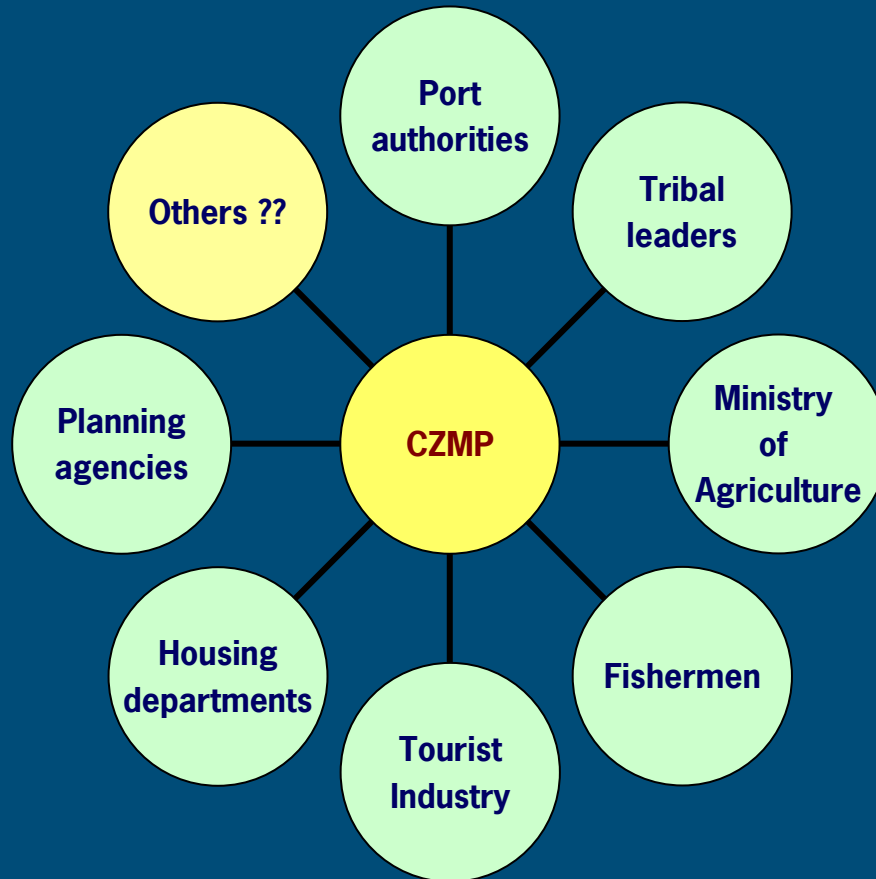 Port
authorities
Others ??
Tribal
leaders
Planning
agencies
CZMP
Ministry
of
Agriculture
Housing
departments
Fishermen
Tourist
Industry